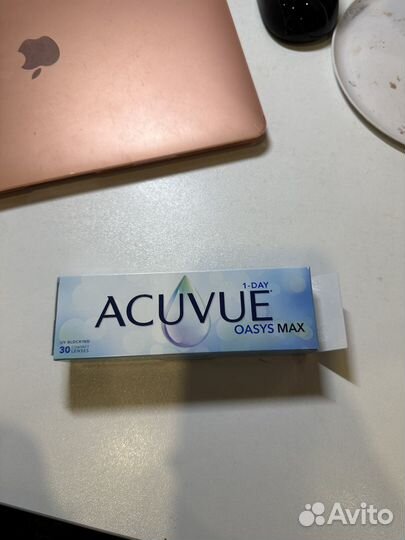 1-DAY
ACUVUE
OASYS MAX
UV BLOCKING
30 CONTACT
LENSES
Avito